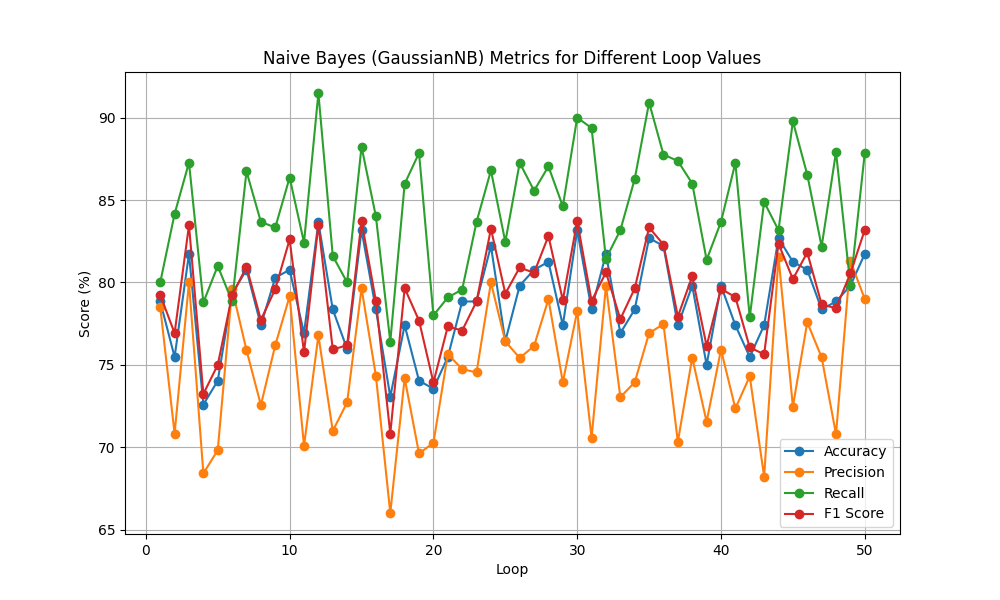 Naive Bayes (GaussianNB) Metrics for Different Loop Values
Score (%)
90
85
80
75
70
65
0
10
20
30
40
50
Loop
Accuracy
Precision
Recall
F1 Score